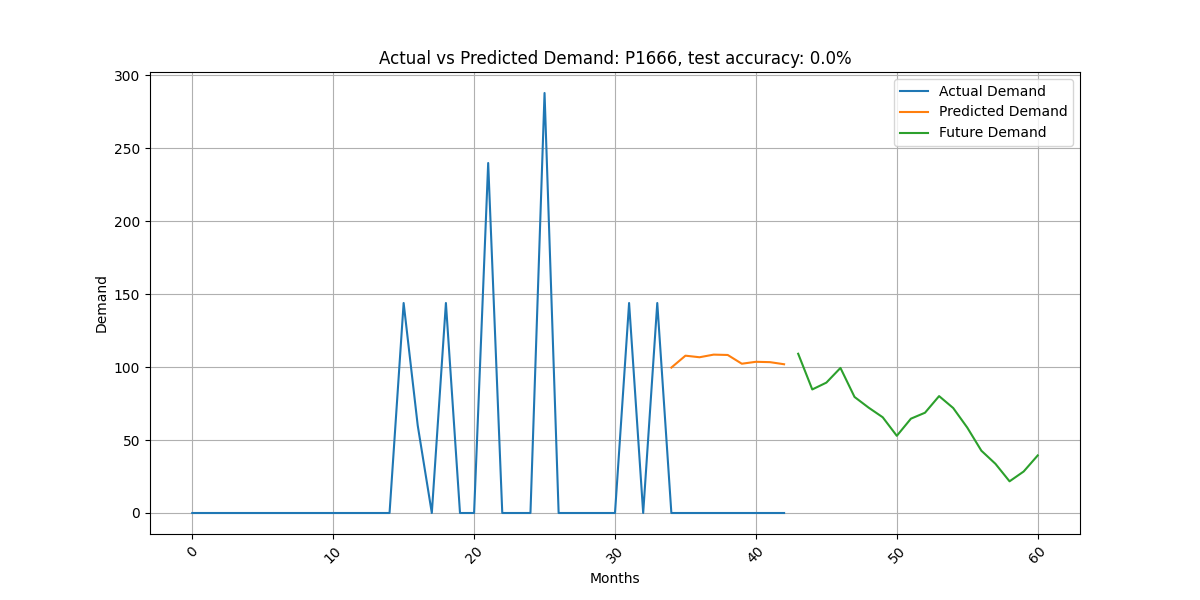 Actual vs Predicted Demand: P1666, test accuracy: 0.0%
Actual Demand
Predicted Demand
Future Demand
300
250
200
150
100
50
0
Demand
0
10
20
30
40
50
60
Months